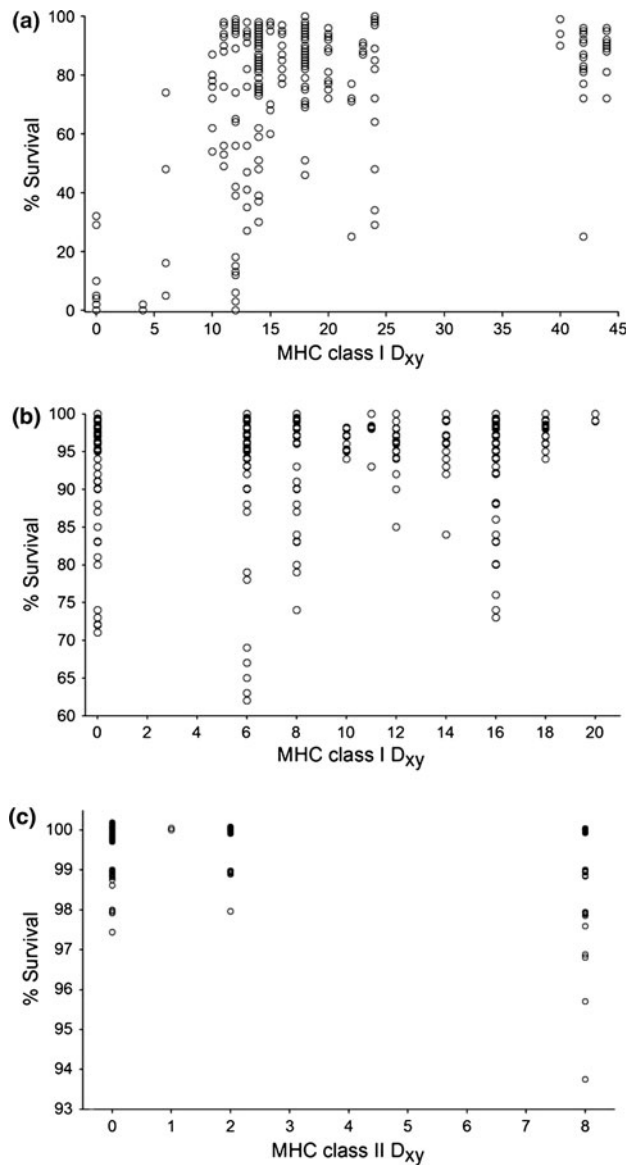 (a)
100
80
60
40
20
0
% Survival
0 5 10 15 20 25 30 35 40 45
MHC class I Dxy
(b)
100
95
90
85
80
75
70
65
60
% Survival
0 2 4 6 8 10 12 14 16 18 20
MHC class I Dxy
(c)
100
99
98
97
96
95
94
93
% Survival
0 1 2 3 4 5 6 7 8
MHC class II Dxy